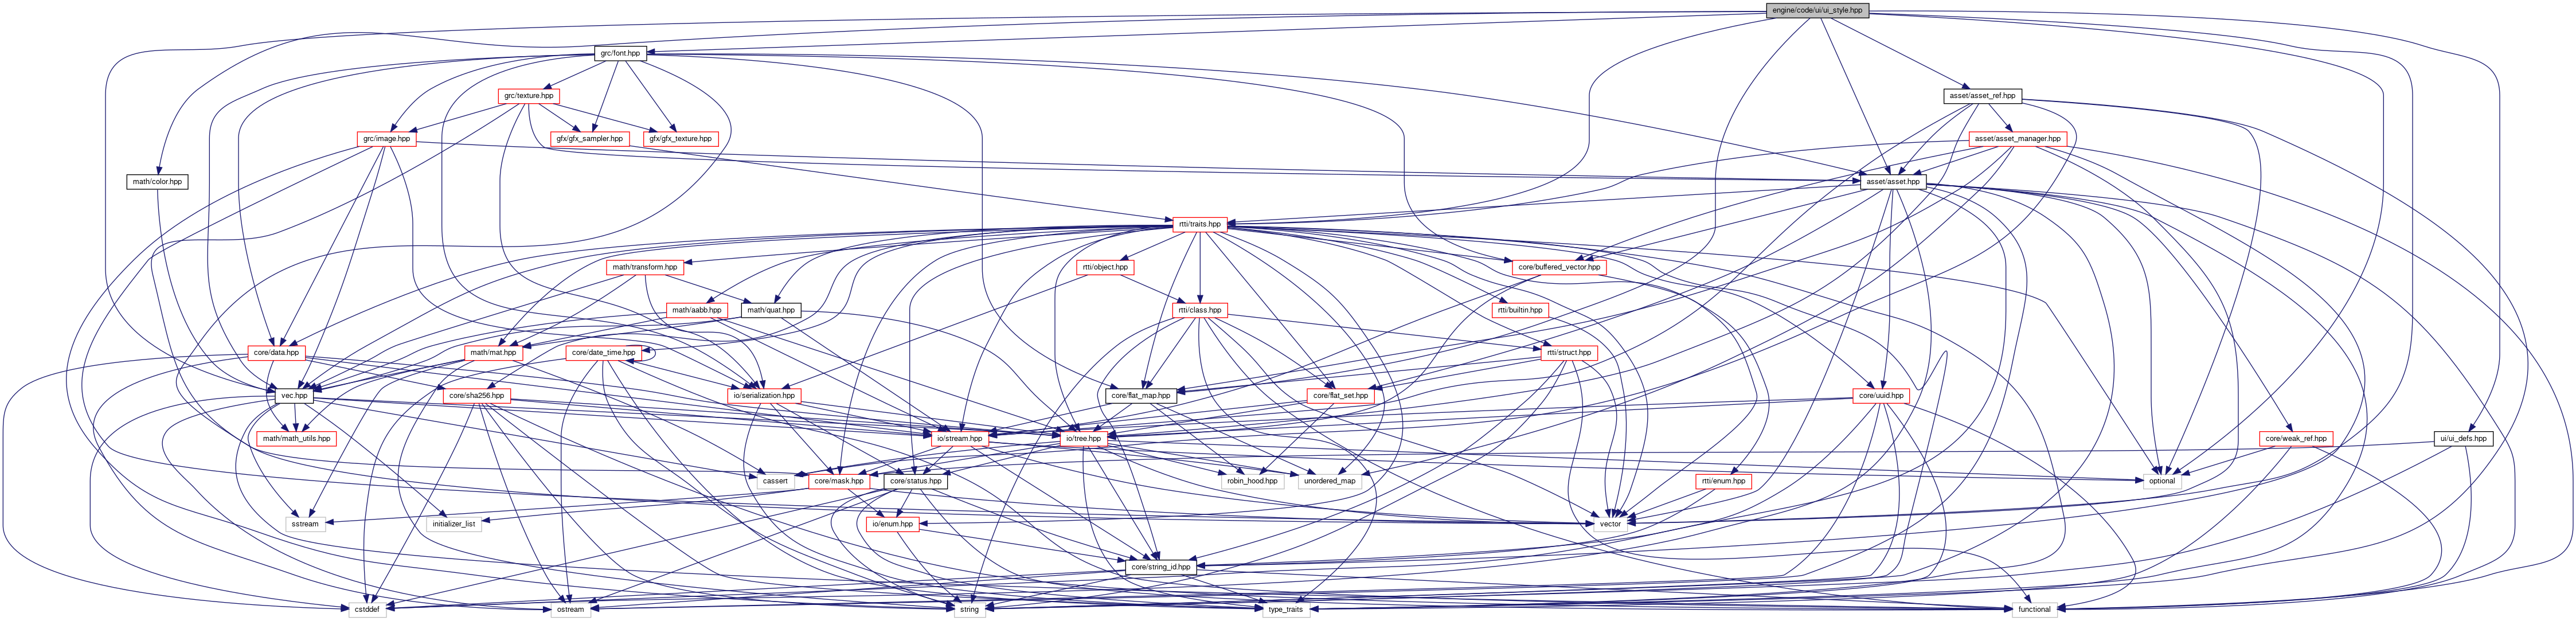 engine/code/ui/ui_style.hpp
grc/font.hpp
grc/texture.hpp
asset/asset_ref.hpp
grc/image.hpp
gfx/gfx_sampler.hpp
gfx/gfx_texture.hpp
asset/asset_manager.hpp
math/color.hpp
asset/asset.hpp
rtti/traits.hpp
math/transform.hpp
rtti/object.hpp
core/buffered_vector.hpp
math/aabb.hpp
math/quat.hpp
rtti/class.hpp
rtti/builtin.hpp
core/data.hpp
math/mat.hpp
core/date_time.hpp
rtti/struct.hpp
vec.hpp
core/sha256.hpp
io/serialization.hpp
core/flat_map.hpp
core/flat_set.hpp
core/uuid.hpp
math/math_utils.hpp
io/stream.hpp
io/tree.hpp
core/weak_ref.hpp
ui/ui_defs.hpp
cassert
core/mask.hpp
core/status.hpp
robin_hood.hpp
unordered_map
rtti/enum.hpp
optional
sstream
initializer_list
io/enum.hpp
vector
core/string_id.hpp
cstddef
ostream
string
type_traits
functional